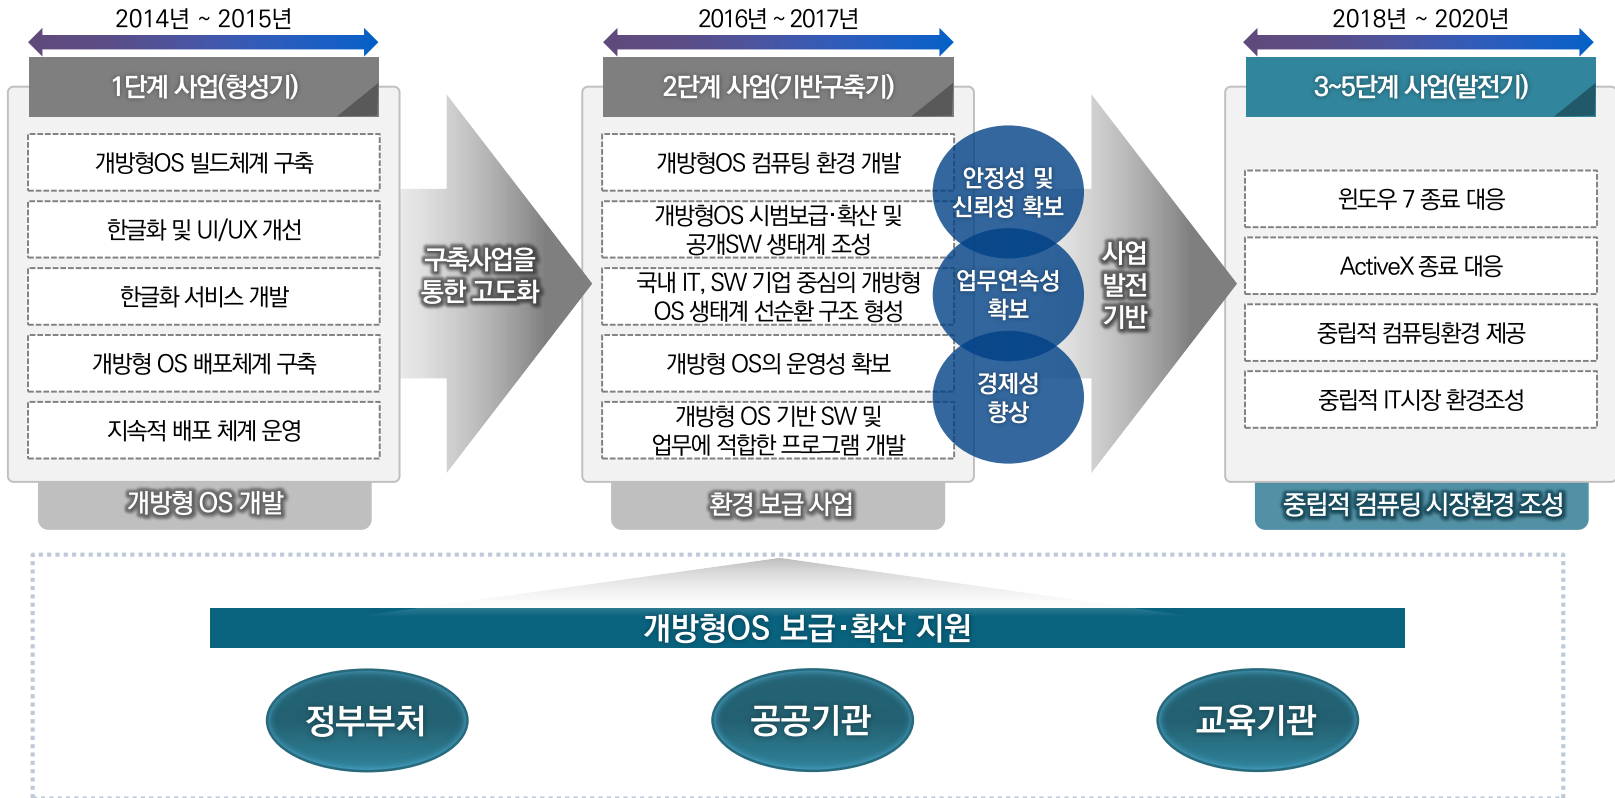 2014년 ~ 2015년
1단계 사업(형성기)
개방형OS 빌드체계 구축
한글화 및 UI/UX 개선
한글화 서비스 개발
개방형 OS 배포체계 구축
지속적 배포 체계 운영
개방형 OS 개발
구축사업을
통한 고도화
2016년 ~ 2017년
2단계 사업(기반구축기)
개방형OS 컴퓨팅 환경 개발
개방형OS 시범보급·확산 및
공개SW 생태계 조성
국내 IT, SW 기업 중심의 개방형
OS 생태계 선순환 구조 형성
개방형 OS의 운영성 확보
개방형 OS 기반 SW 및
업무에 적합한 프로그램 개발
환경 보급 사업
안정성 및
신뢰성 확보
업무연속성
확보
경제성
향상
사업
발전
기반
2018년 ~ 2020년
3~5단계 사업(발전기)
윈도우 7 종료 대응
ActiveX 종료 대응
중립적 컴퓨팅환경 제공
중립적 IT시장 환경조성
중립적 컴퓨팅 시장환경 조성
개방형OS 보급·확산 지원
정부부처
공공기관
교육기관